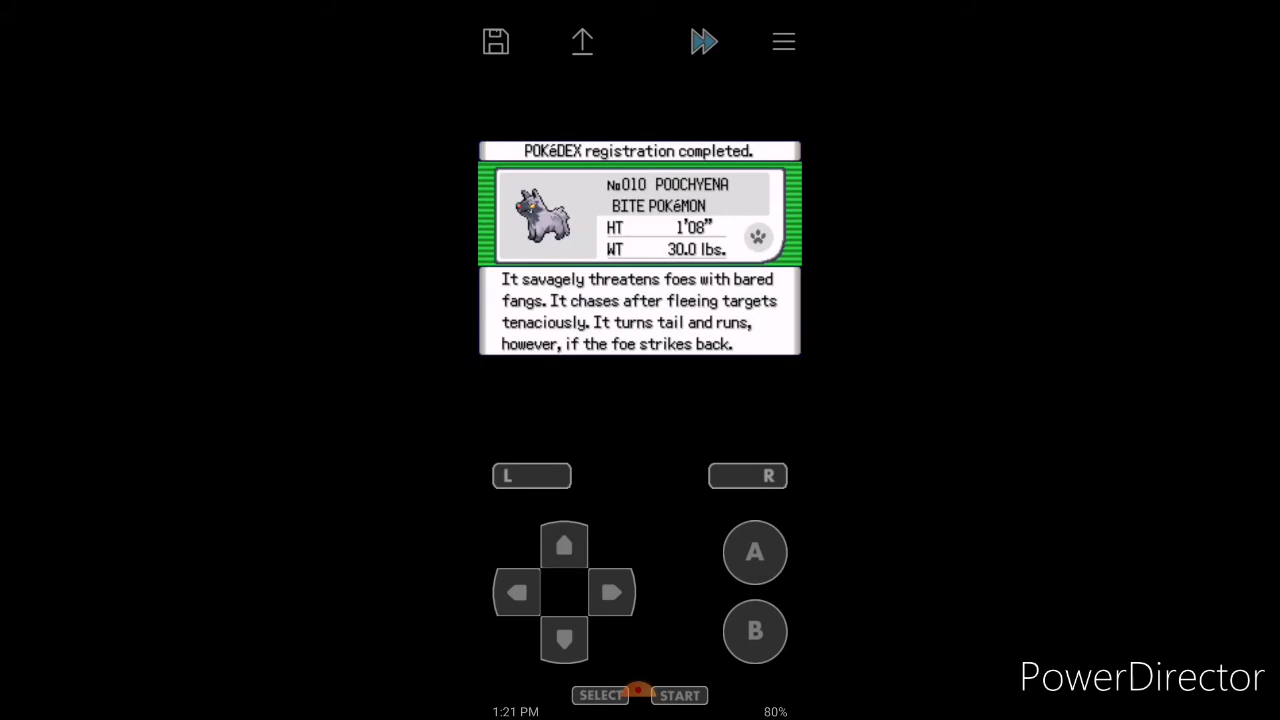 POKéDEX registration completed.
No010 POOCHYENA
BITE POKéMON
HT 1'08"
WT 30.0 lbs.
It savagely threatens foes with bared
fangs. It chases after fleeing targets
tenaciously. It turns tail and runs,
however, if the foe strikes back.
L R
A
B
SELECT START
PowerDirector
1:21 PM 80%